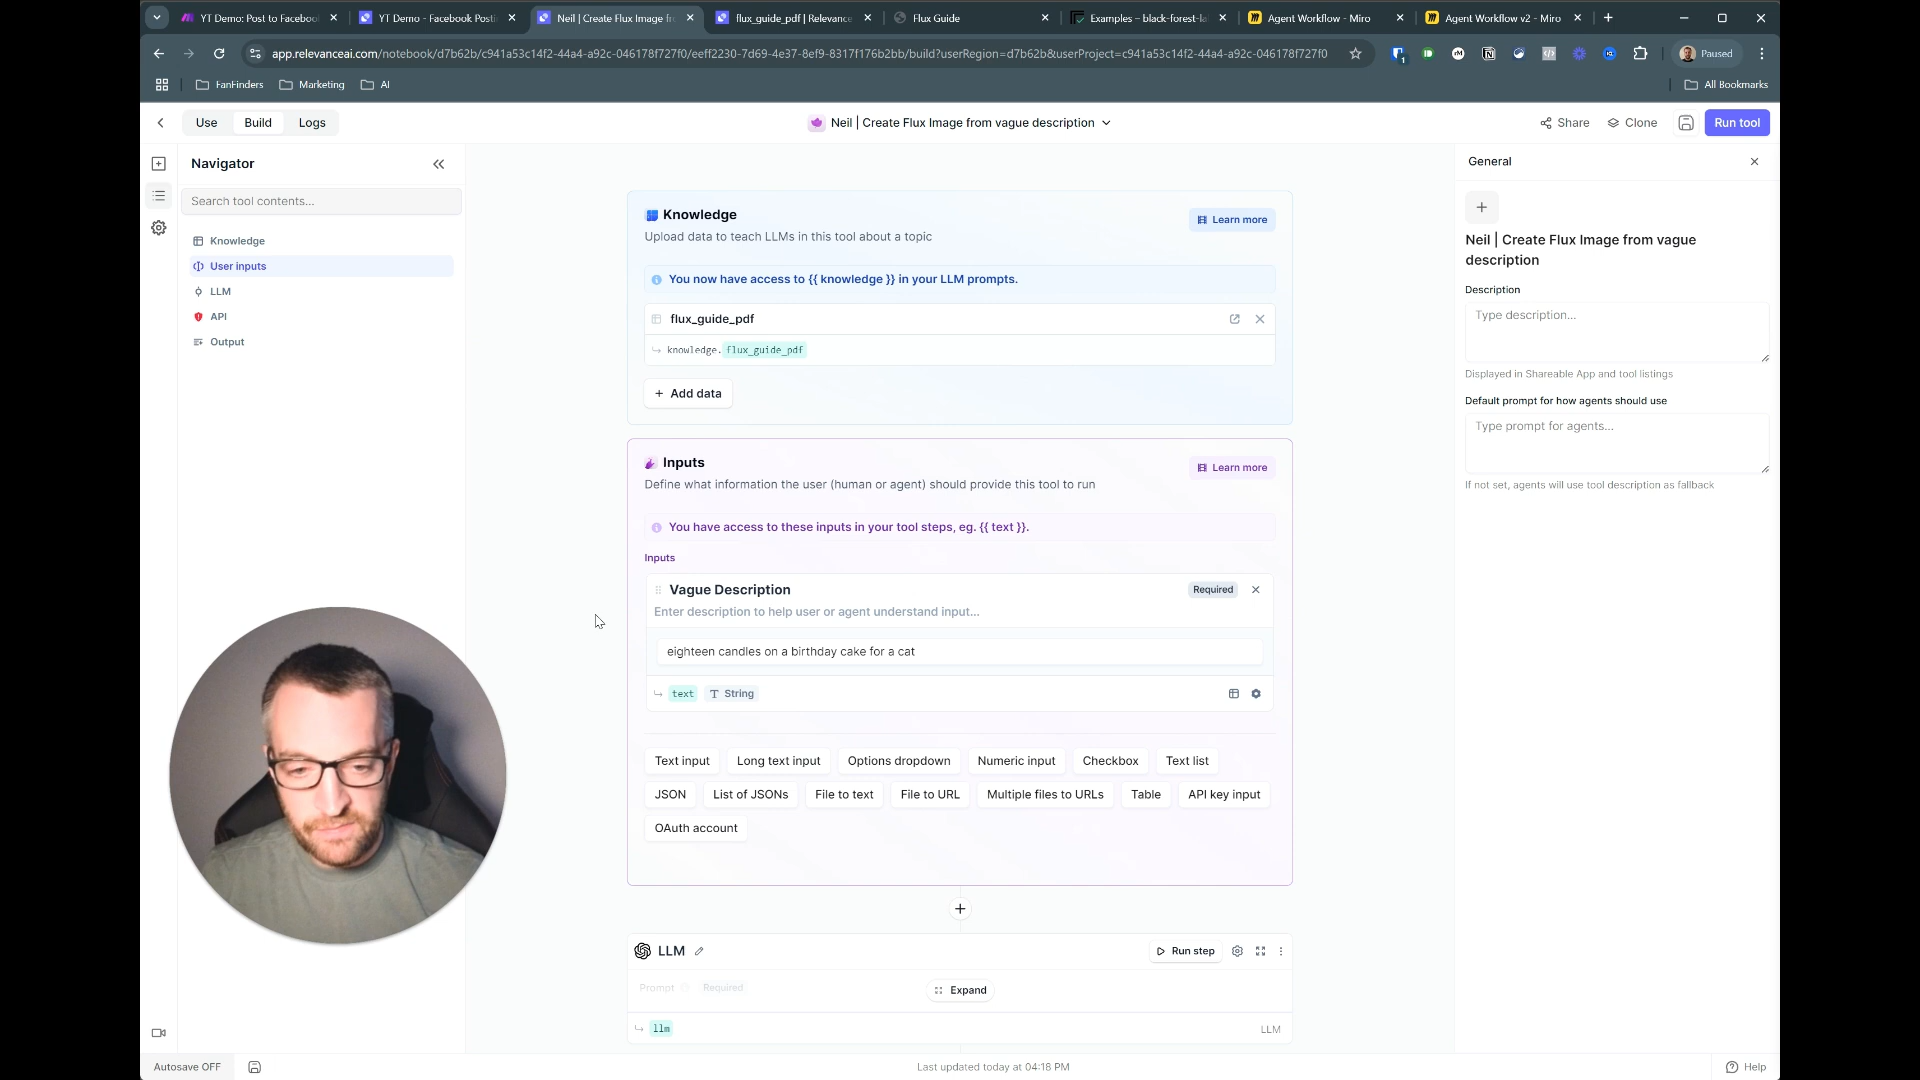 YT Demo: Post to Facebool
YT Demo - Facebook Posti
Neil | Create Flux Image fr
flux_guide_pdf | Relevance
Flux Guide
Examples – black-forest-la
Agent Workflow - Miro
Agent Workflow v2 - Miro
app.relevanceai.com/notebook/d7b62b/c941a53c14f2-44a4-a92c-046178f727f0/eeff2230-7d69-4e37-8ef9-8317f176b2bb/build?userRegion=d7b62b&userProject=c941a53c14f2-44a4-a92c-046178f727f0
Paused
FanFinders
Marketing
AI
All Bookmarks
Use
Build
Logs
Neil | Create Flux Image from vague description
Share
Clone
Run tool
Navigator
Search tool contents...
Knowledge
User inputs
LLM
API
Output
Knowledge
Learn more
Upload data to teach LLMs in this tool about a topic
You now have access to {{ knowledge }} in your LLM prompts.
flux_guide_pdf
knowledge.flux_guide_pdf
+ Add data
Inputs
Learn more
Define what information the user (human or agent) should provide this tool to run
You have access to these inputs in your tool steps, eg. {{ text }}.
Inputs
Vague Description
Required
Enter description to help user or agent understand input...
eighteen candles on a birthday cake for a cat
text
String
Text input
Long text input
Options dropdown
Numeric input
Checkbox
Text list
JSON
List of JSONs
File to text
File to URL
Multiple files to URLs
Table
API key input
OAuth account
LLM
Run step
Prompt
Required
Expand
llm
LLM
General
Neil | Create Flux Image from vague
description
Description
Type description...
Displayed in Shareable App and tool listings
Default prompt for how agents should use
Type prompt for agents...
If not set, agents will use tool description as fallback
Autosave OFF
Last updated today at 04:18 PM
Help